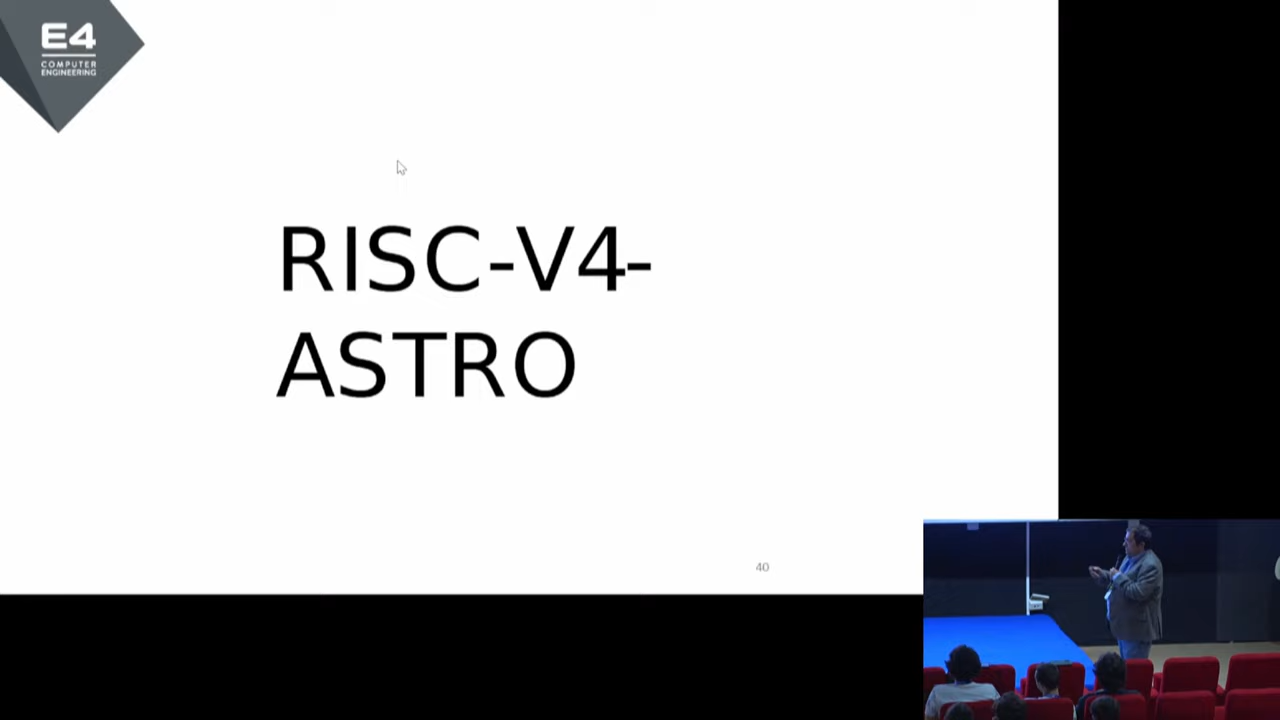 E4
COMPUTER
ENGINEERING
RISC-V4-
ASTRO
40